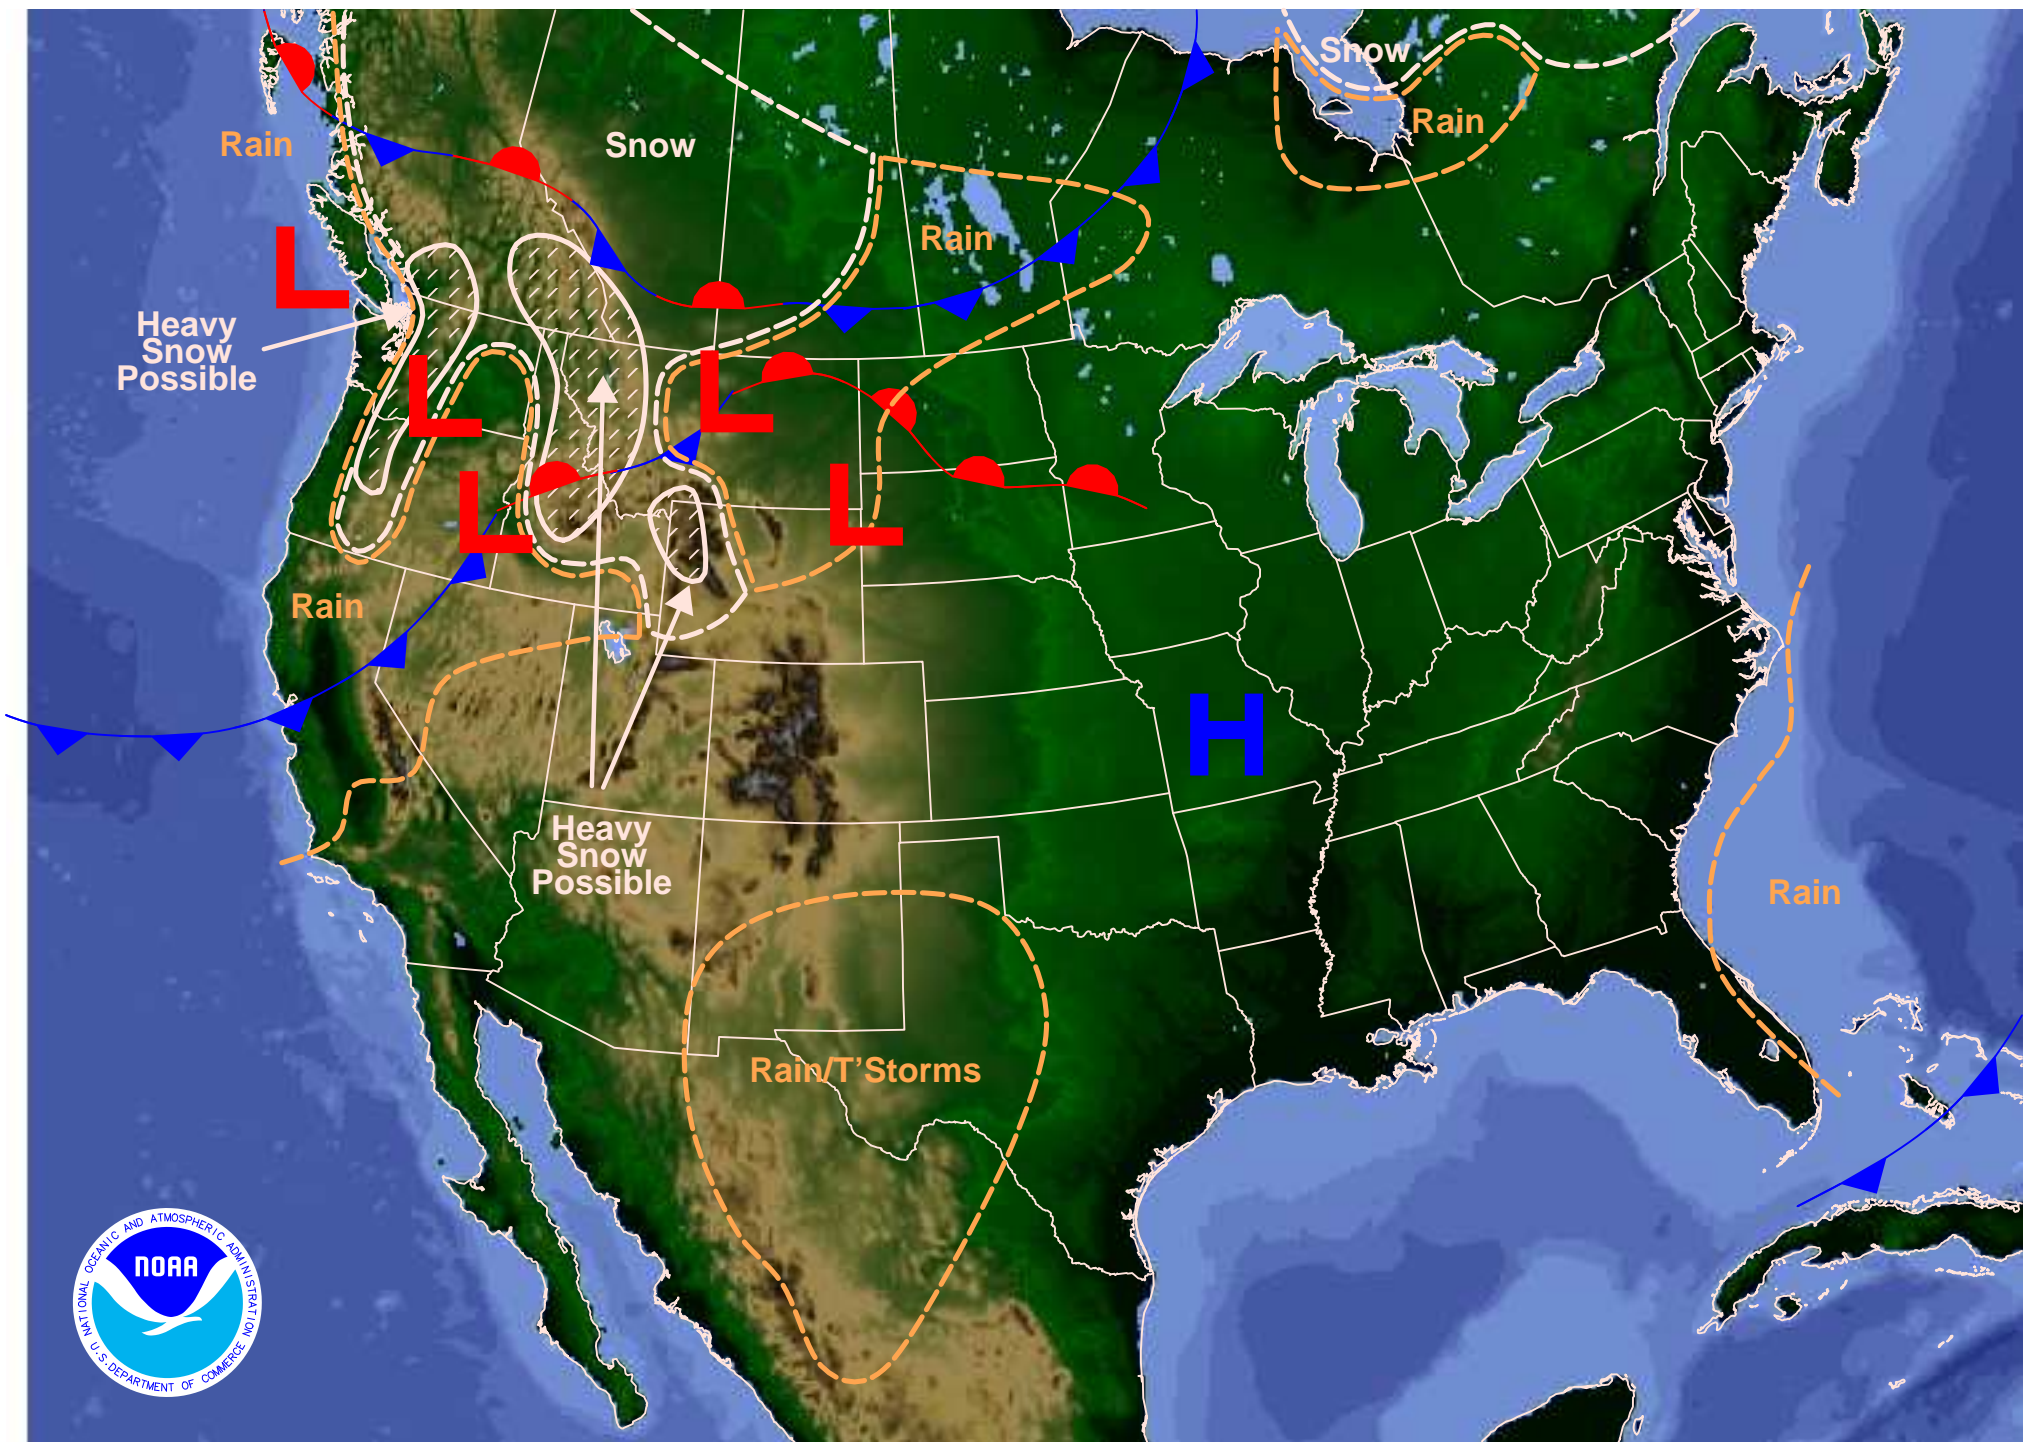 Snow
Rain
Rain
Snow
Rain
L
Heavy
Snow
Possible
L
L
L
L
Rain
H
Heavy
Snow
Possible
Rain
Rain/T’Storms
NATIONAL OCEANIC AND ATMOSPHERIC ADMINISTRATION
NOAA
U.S. DEPARTMENT OF COMMERCE